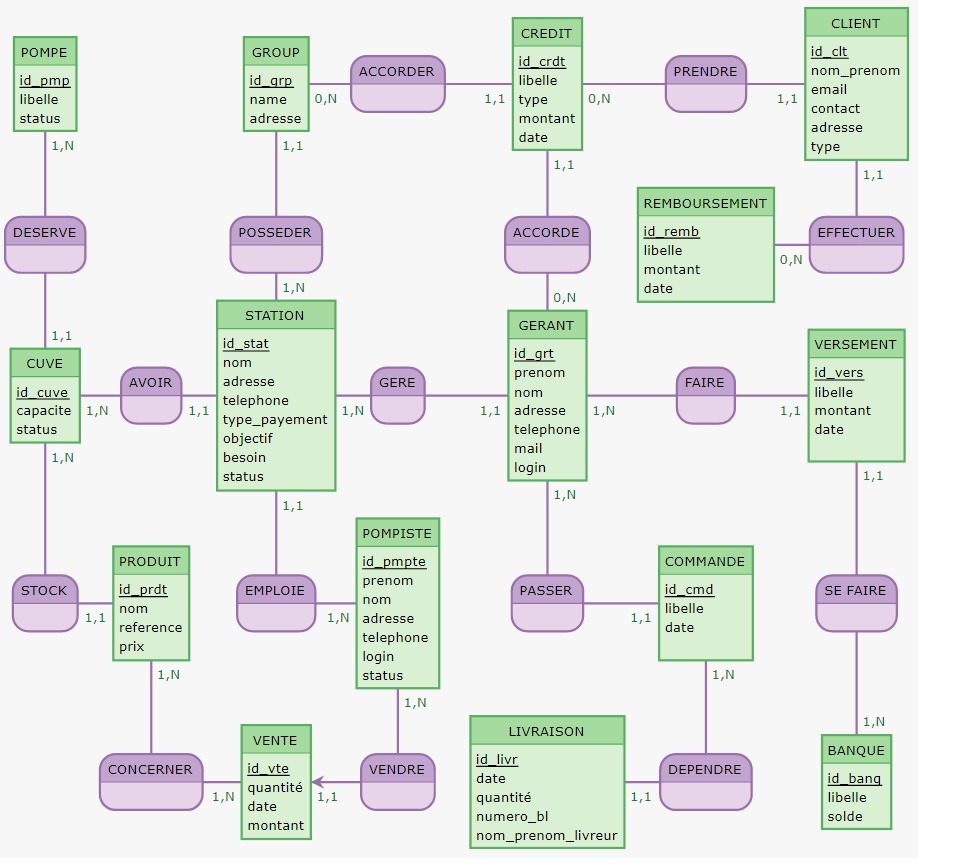 POMPE
id_pmp
libelle
status
1,N
GROUP
id_grp
name
adresse
0,N
1,1
ACCORDER
1,1
CREDIT
id_crdt
libelle
type
montant
date
0,N
1,1
PRENDRE
1,1
CLIENT
id_clt
nom_prenom
email
contact
adresse
type
1,1
DESERVE
1,1
POSSEDER
1,N
ACCORDE
0,N
REMBOURSEMENT
id_remb
libelle
montant
date
0,N
EFFECTUER
CUVE
id_cuve
capacite
status
1,N
1,N
AVOIR
1,1
STATION
id_stat
nom
adresse
telephone
type_payement
objectif
besoin
status
1,N
1,1
GERE
1,1
GERANT
id_grt
prenom
nom
adresse
telephone
mail
login
1,N
1,N
FAIRE
1,1
VERSEMENT
id_vers
libelle
montant
date
1,1
STOCK
1,1
PRODUIT
id_prdt
nom
reference
prix
1,N
EMPLOIE
1,N
POMPISTE
id_pmpte
prenom
nom
adresse
telephone
login
status
1,N
PASSER
1,1
COMMANDE
id_cmd
libelle
date
1,N
SE FAIRE
1,N
CONCERNER
1,N
VENTE
id_vte
quantité
date
montant
1,1
VENDRE
LIVRAISON
id_livr
date
quantité
numero_bl
nom_prenom_livreur
1,1
DEPENDRE
BANQUE
id_banq
libelle
solde